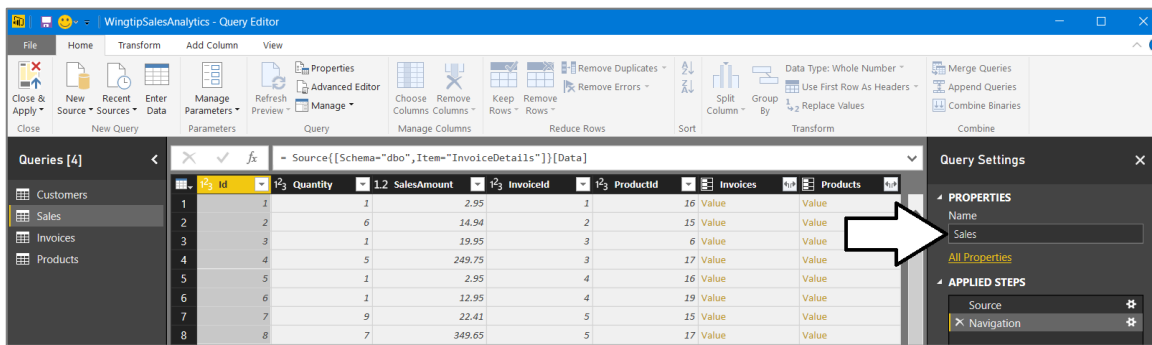 WingtipSalesAnalytics - Query Editor
File Home Transform Add Column View
Close & Apply
New Source
Recent Sources
Enter Data
Manage Parameters
Refresh Preview
Properties
Advanced Editor
Manage
Choose Columns
Remove Columns
Keep Rows
Remove Rows
Remove Duplicates
Remove Errors
Split Column
Group By
Data Type: Whole Number
Use First Row As Headers
Replace Values
Merge Queries
Append Queries
Combine Binaries
Close New Query Parameters Query Manage Columns Reduce Rows Sort Transform Combine
Queries [4]
Customers
Sales
Invoices
Products
fx = Source{[Schema="dbo",Item="InvoiceDetails"]}[Data]
1²3 Id 1²3 Quantity 1.2 SalesAmount 1²3 InvoiceId 1²3 ProductId Invoices Products
1 1 1 2.95 1 16 Value Value
2 2 6 14.94 2 15 Value Value
3 3 1 19.95 3 6 Value Value
4 4 5 249.75 3 17 Value Value
5 5 1 2.95 4 16 Value Value
6 6 1 12.95 4 19 Value Value
7 7 9 22.41 5 15 Value Value
8 8 7 349.65 5 17 Value Value
Query Settings
PROPERTIES
Name
Sales
All Properties
APPLIED STEPS
Source
Navigation